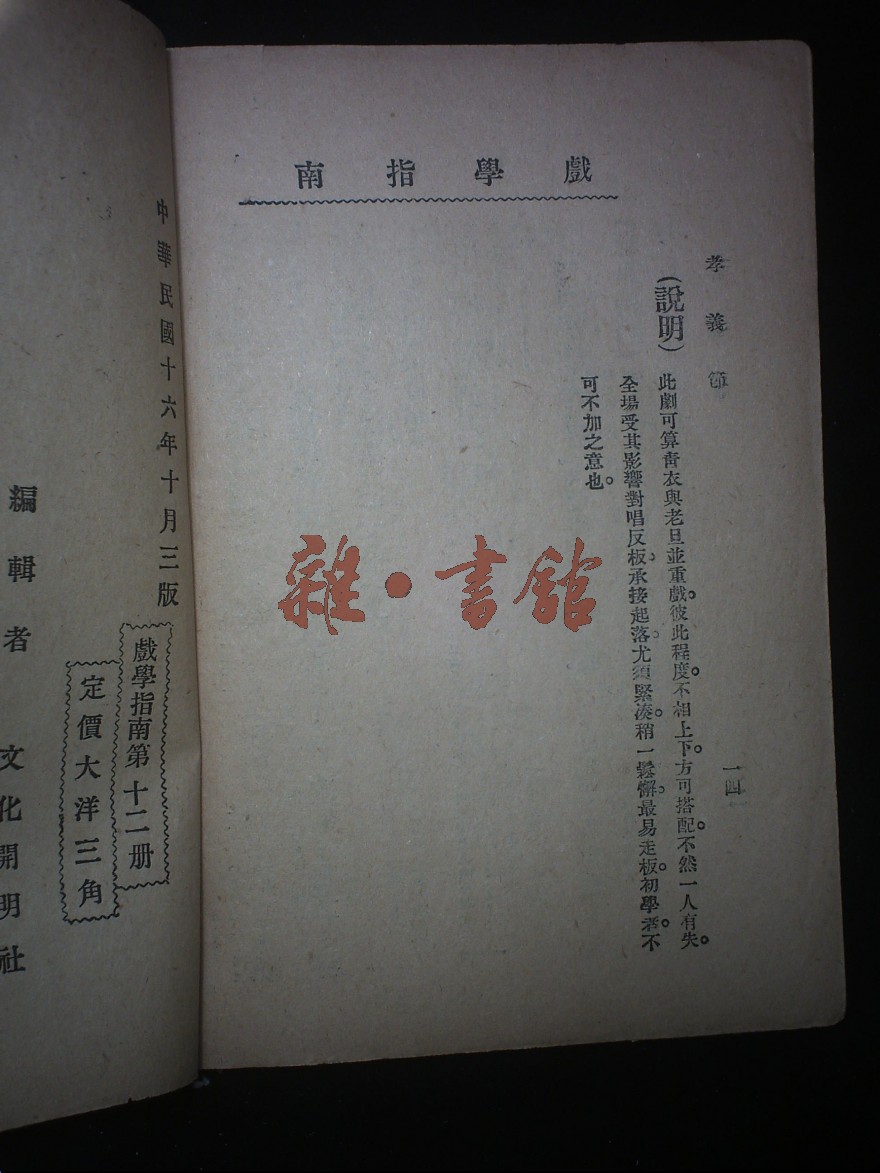 戲學指南
孝義節
(說明)
此劇可算靑衣與老旦並重戲。彼此程度。不相上下。方可搭配。不然一人有失。
全場受其影響對唱反板。承接起落。尤須緊湊。稍一鬆懈。最易走板。初學者。不
可不加之意也。
一四
雜·書館
中華民國十六年十月三版
戲學指南第十二册
定價大洋三角
編輯者 文化開明社